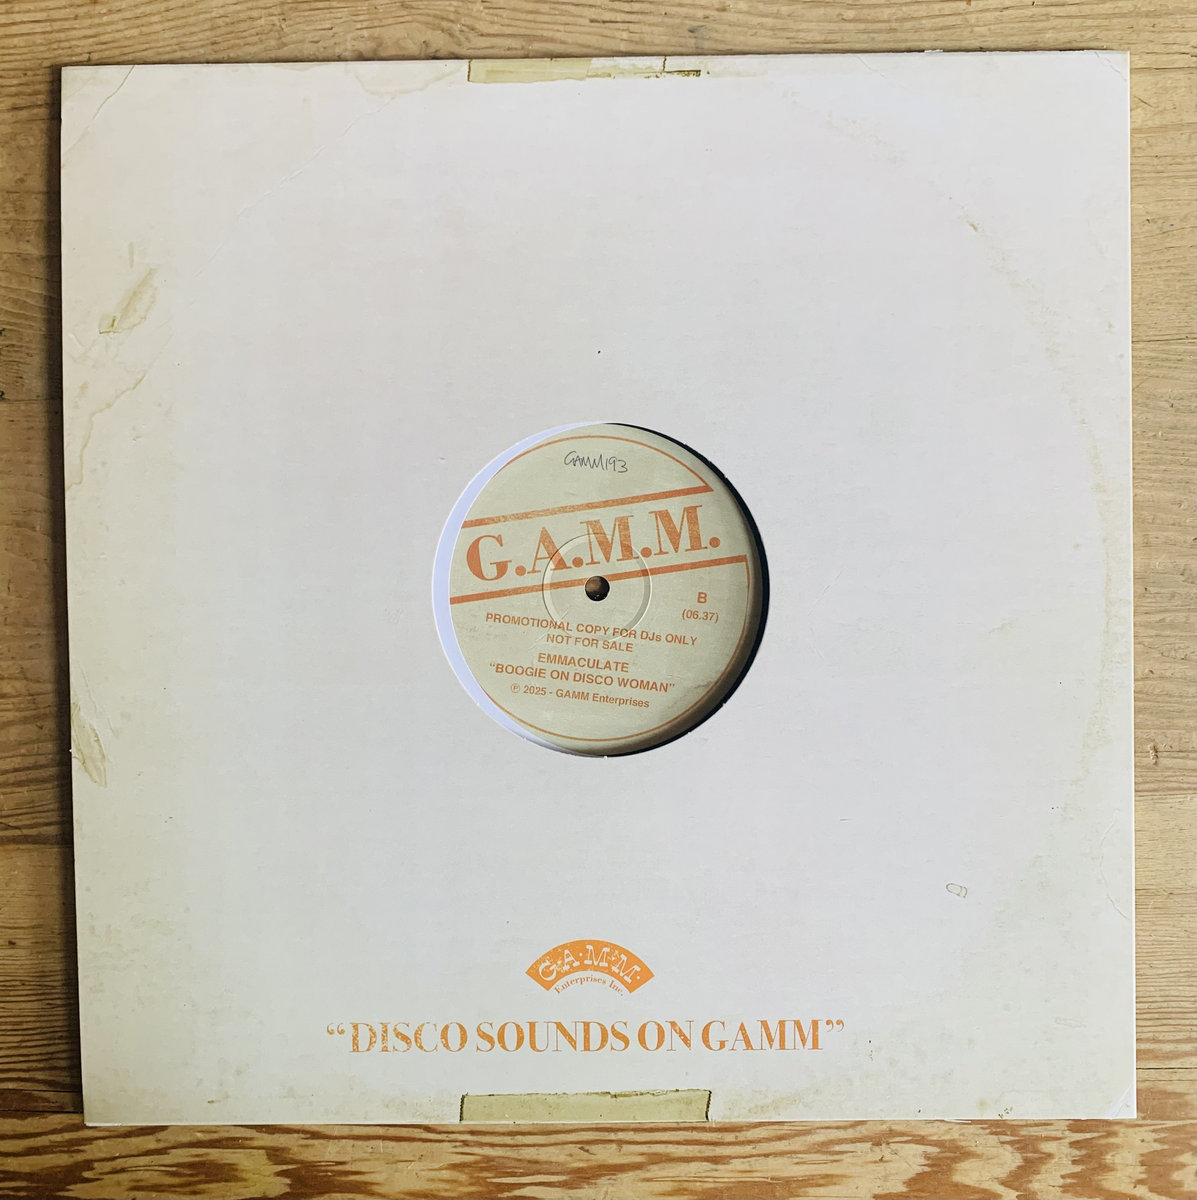 GAMM193
G.A.M.M.
B
(06.37)
PROMOTIONAL COPY FOR DJs ONLY
NOT FOR SALE
EMMACULATE
"BOOGIE ON DISCO WOMAN"
℗ 2025 - GAMM Enterprises
G·A·M·M·
Enterprises Inc.
“DISCO SOUNDS ON GAMM”